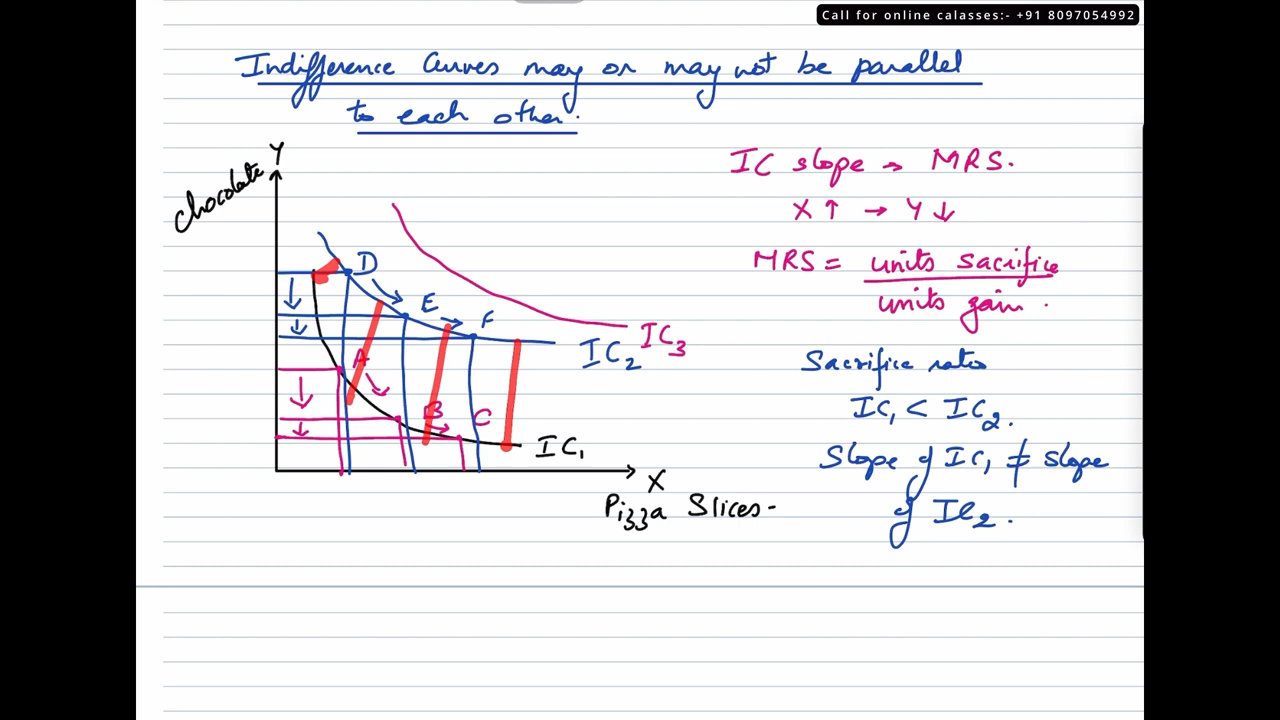 Call for online calasses:- +91 8097054992
Indifference Curves may or may not be parallel
to each other.
Y
chocolate
IC slope → MRS.
X ↑ → Y ↓
MRS = units sacrifice
units gain.
D
E
F
IC3
IC2
A
B
C
IC1
X
Pizza Slices-
Sacrifice ratio
IC1 < IC2.
Slope of IC1 ≠ slope
of IC2.